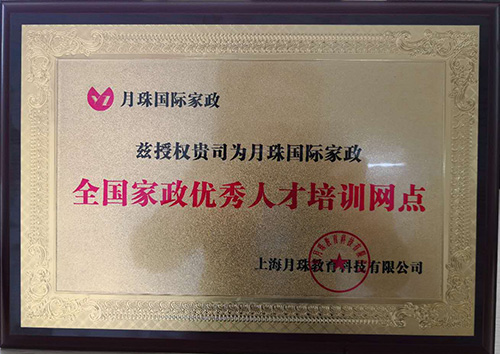 月珠国际家政
兹授权贵司为月珠国际家政
全国家政优秀人才培训网点
上海月珠教育科技有限公司